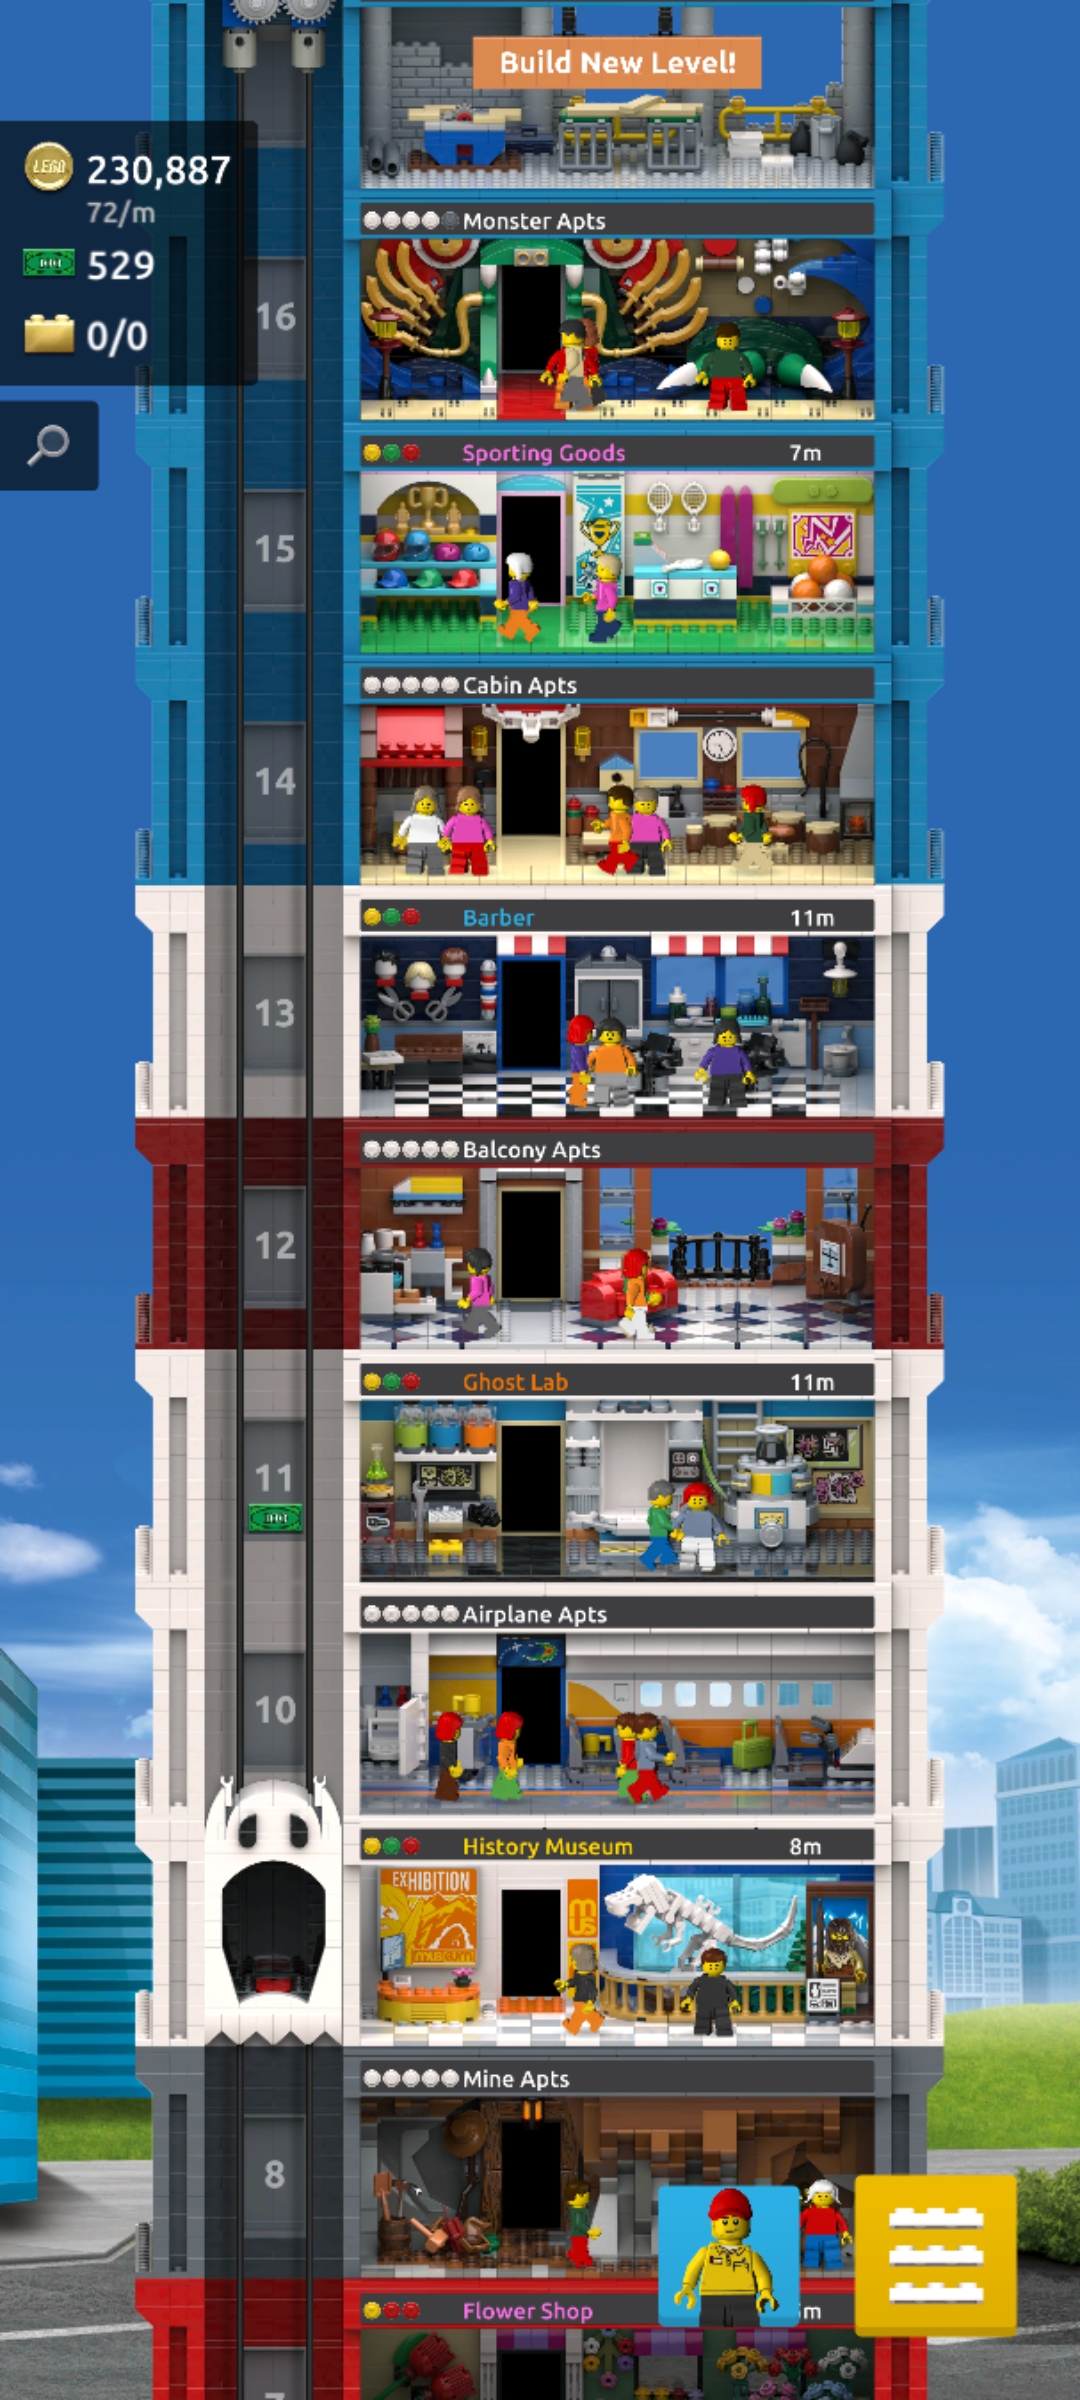 Build New Level!
LEGO
230,887
72/m
529
0/0
Monster Apts
16
Sporting Goods 7m
15
Cabin Apts
14
Barber 11m
13
Balcony Apts
12
Ghost Lab 11m
11
Airplane Apts
10
History Museum 8m
EXHIBITION
MUSEUM
mus
Mine Apts
8
Flower Shop
m
7